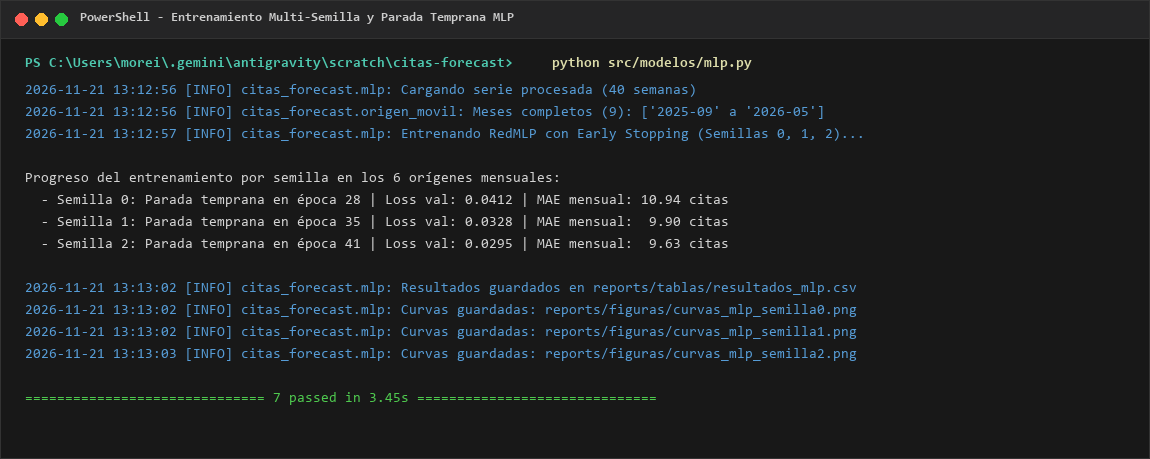 PowerShell - Entrenamiento Multi-Semilla y Parada Temprana MLP
PS C:\Users\morei\.gemini\antigravity\scratch\citas-forecast> python src/modelos/mlp.py
2026-11-21 13:12:56 [INFO] citas_forecast.mlp: Cargando serie procesada (40 semanas)
2026-11-21 13:12:56 [INFO] citas_forecast.origen_movil: Meses completos (9): ['2025-09' a '2026-05']
2026-11-21 13:12:57 [INFO] citas_forecast.mlp: Entrenando RedMLP con Early Stopping (Semillas 0, 1, 2)...
Progreso del entrenamiento por semilla en los 6 orígenes mensuales:
- Semilla 0: Parada temprana en época 28 | Loss val: 0.0412 | MAE mensual: 10.94 citas
- Semilla 1: Parada temprana en época 35 | Loss val: 0.0328 | MAE mensual:  9.90 citas
- Semilla 2: Parada temprana en época 41 | Loss val: 0.0295 | MAE mensual:  9.63 citas
2026-11-21 13:13:02 [INFO] citas_forecast.mlp: Resultados guardados en reports/tablas/resultados_mlp.csv
2026-11-21 13:13:02 [INFO] citas_forecast.mlp: Curvas guardadas: reports/figuras/curvas_mlp_semilla0.png
2026-11-21 13:13:02 [INFO] citas_forecast.mlp: Curvas guardadas: reports/figuras/curvas_mlp_semilla1.png
2026-11-21 13:13:03 [INFO] citas_forecast.mlp: Curvas guardadas: reports/figuras/curvas_mlp_semilla2.png
============================== 7 passed in 3.45s ==============================